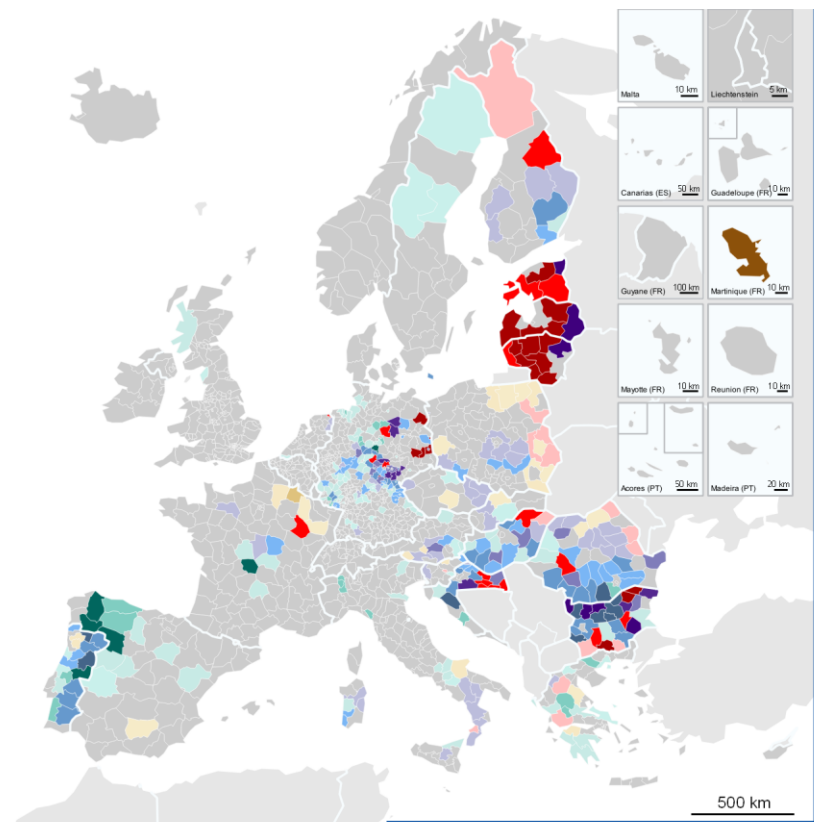 Malta 10 km
Liechtenstein 5 km
Canarias (ES) 50 km
Guadeloupe (FR) 10 km
Guyane (FR) 100 km
Martinique (FR) 10 km
Mayotte (FR) 10 km
Reunion (FR) 10 km
Acores (PT) 50 km
Madeira (PT) 20 km
500 km